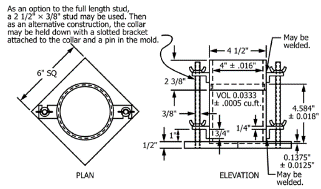 As an option to the full length stud,
a 2 1/2" × 3/8" stud may be used. Then
as an alternative construction, the collar
may be held down with a slotted bracket
attached to the collar and a pin in the mold.
6" SQ
PLAN
May be
welded.
4 1/2"
4" ± .016"
2 3/8"
VOL 0.0333
± .0005 cu.ft.
3/8"
4.584"
± 0.018"
1"
3/4"
1/4"
1/2"
0.1375"
± 0.0125"
May be
welded.
ELEVATION